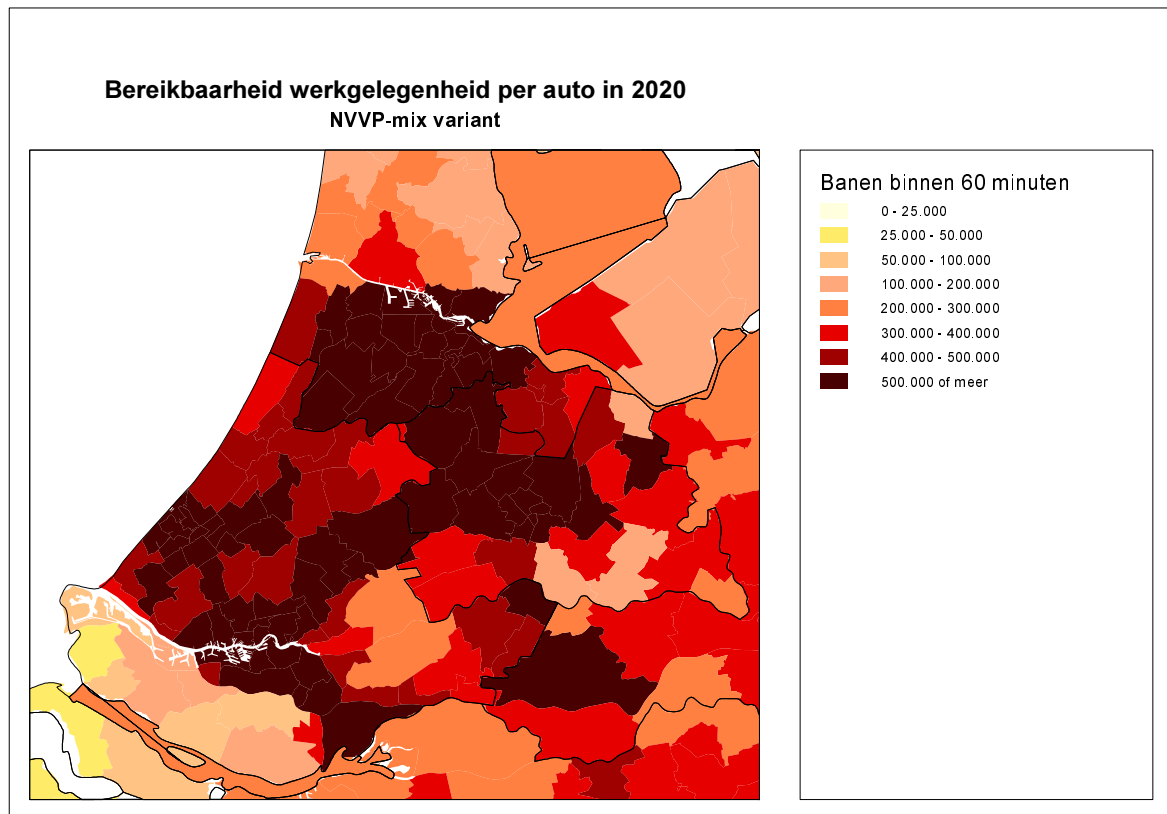 Bereikbaarheid werkgelegenheid per auto in 2020
NVVP-mix variant
Banen binnen 60 minuten
0 - 25.000
25.000 - 50.000
50.000 - 100.000
100.000 - 200.000
200.000 - 300.000
300.000 - 400.000
400.000 - 500.000
500.000 of meer